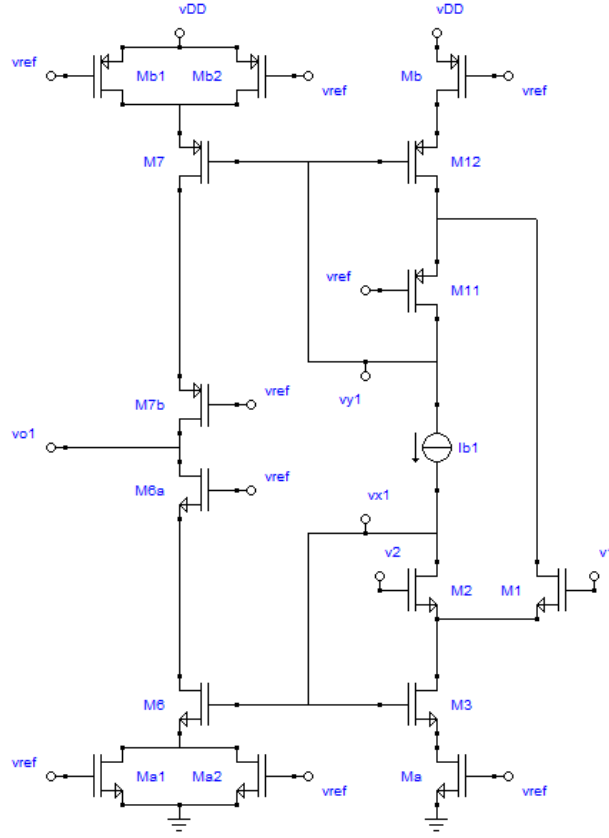 vDD vDD
vref Mb1 Mb2 vref Mb vref
M7 M12
vref M11
vy1
M7b vref
vo1 Ib1
M6a vref vx1
v2 M2 M1
M6 M3
vref Ma1 Ma2 vref Ma vref